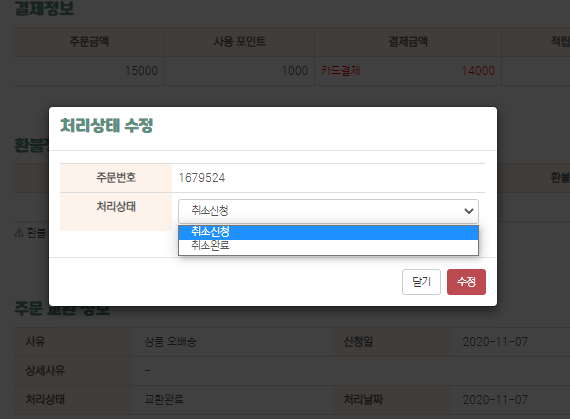 결제정보
주문금액 사용 포인트 결제금액 적립
15000 1000 카드결제 14000
처리상태 수정
환불정
환불
주문번호 1679524
처리상태 취소신청
⚠ 환불
취소신청
취소완료
닫기 수정
주문 교환 정보
사유 상품 오배송 신청일 2020-11-07
상세사유 -
처리상태 교환완료 처리날짜 2020-11-07